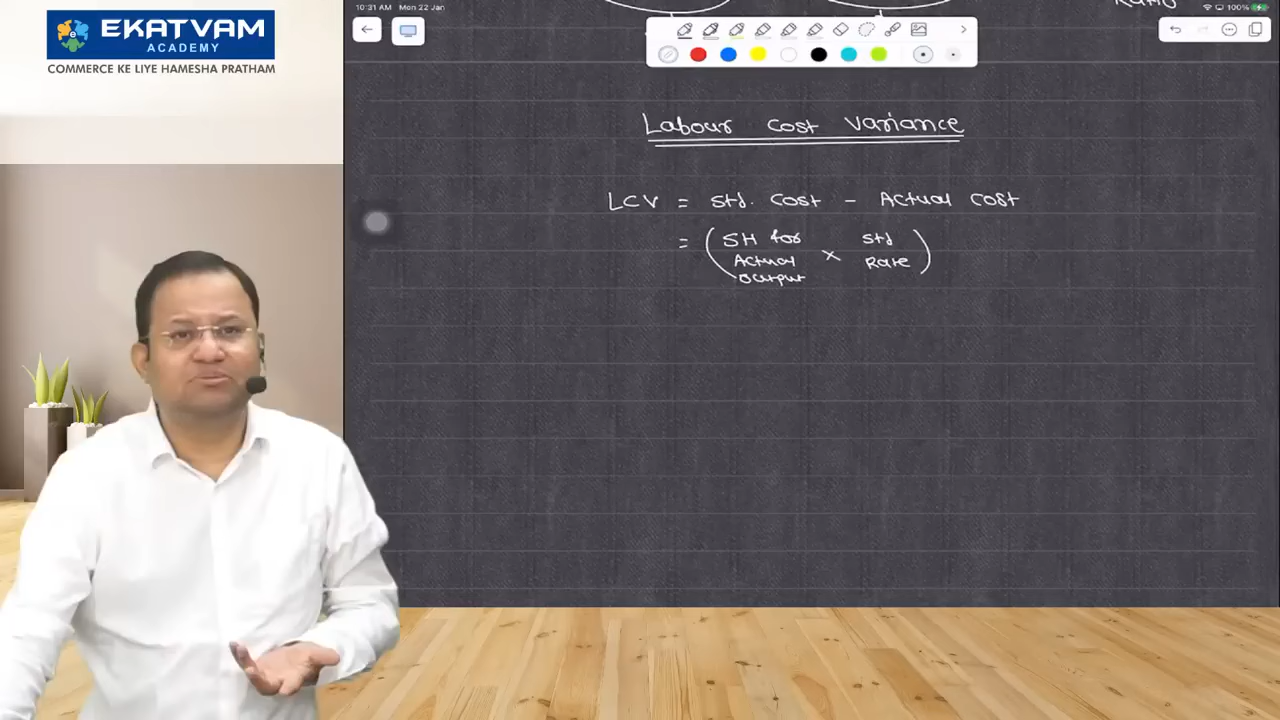 10:31 AM Mon 22 Jan
100%
EKATVAM
ACADEMY
COMMERCE KE LIYE HAMESHA PRATHAM
Labour cost variance
LCV = Std. cost - Actual cost
= ( SH for Actual Output × Std Rate )